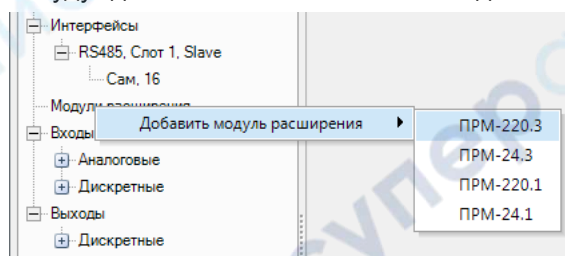 Интерфейсы
RS485, Слот 1, Slave
Сам, 16
Модули расширения
Добавить модуль расширения
ПРМ-220.3
ПРМ-24.3
ПРМ-220.1
ПРМ-24.1
Входы
Аналоговые
Дискретные
Выходы
Дискретные